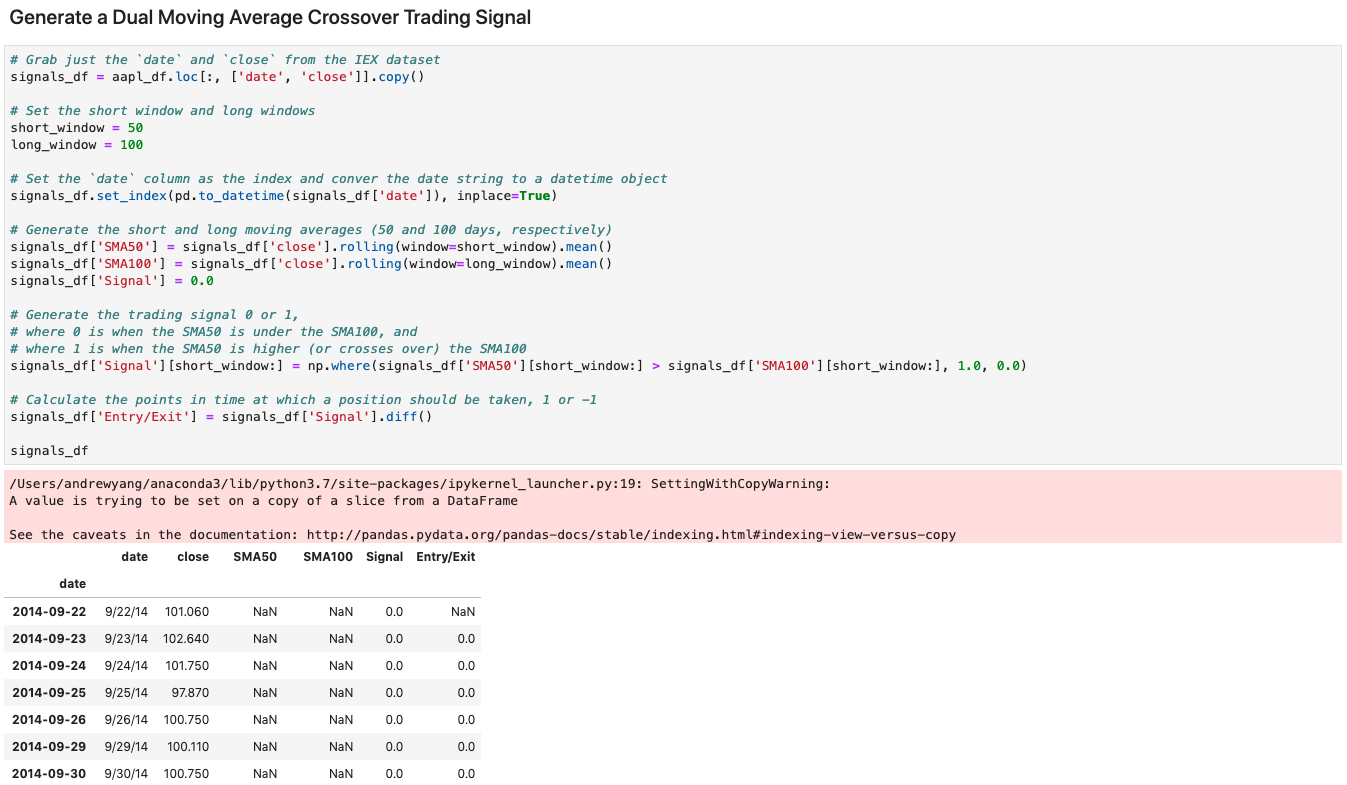 Generate a Dual Moving Average Crossover Trading Signal
# Grab just the `date` and `close` from the IEX dataset
signals_df = aapl_df.loc[:, ['date', 'close']].copy()
# Set the short window and long windows
short_window = 50
long_window = 100
# Set the `date` column as the index and conver the date string to a datetime object
signals_df.set_index(pd.to_datetime(signals_df['date']), inplace=True)
# Generate the short and long moving averages (50 and 100 days, respectively)
signals_df['SMA50'] = signals_df['close'].rolling(window=short_window).mean()
signals_df['SMA100'] = signals_df['close'].rolling(window=long_window).mean()
signals_df['Signal'] = 0.0
# Generate the trading signal 0 or 1,
# where 0 is when the SMA50 is under the SMA100, and
# where 1 is when the SMA50 is higher (or crosses over) the SMA100
signals_df['Signal'][short_window:] = np.where(signals_df['SMA50'][short_window:] > signals_df['SMA100'][short_window:], 1.0, 0.0)
# Calculate the points in time at which a position should be taken, 1 or -1
signals_df['Entry/Exit'] = signals_df['Signal'].diff()
signals_df
/Users/andrewyang/anaconda3/lib/python3.7/site-packages/ipykernel_launcher.py:19: SettingWithCopyWarning:
A value is trying to be set on a copy of a slice from a DataFrame
See the caveats in the documentation: http://pandas.pydata.org/pandas-docs/stable/indexing.html#indexing-view-versus-copy
date close SMA50 SMA100 Signal Entry/Exit
date
2014-09-22 9/22/14 101.060 NaN NaN 0.0 NaN
2014-09-23 9/23/14 102.640 NaN NaN 0.0 0.0
2014-09-24 9/24/14 101.750 NaN NaN 0.0 0.0
2014-09-25 9/25/14 97.870 NaN NaN 0.0 0.0
2014-09-26 9/26/14 100.750 NaN NaN 0.0 0.0
2014-09-29 9/29/14 100.110 NaN NaN 0.0 0.0
2014-09-30 9/30/14 100.750 NaN NaN 0.0 0.0